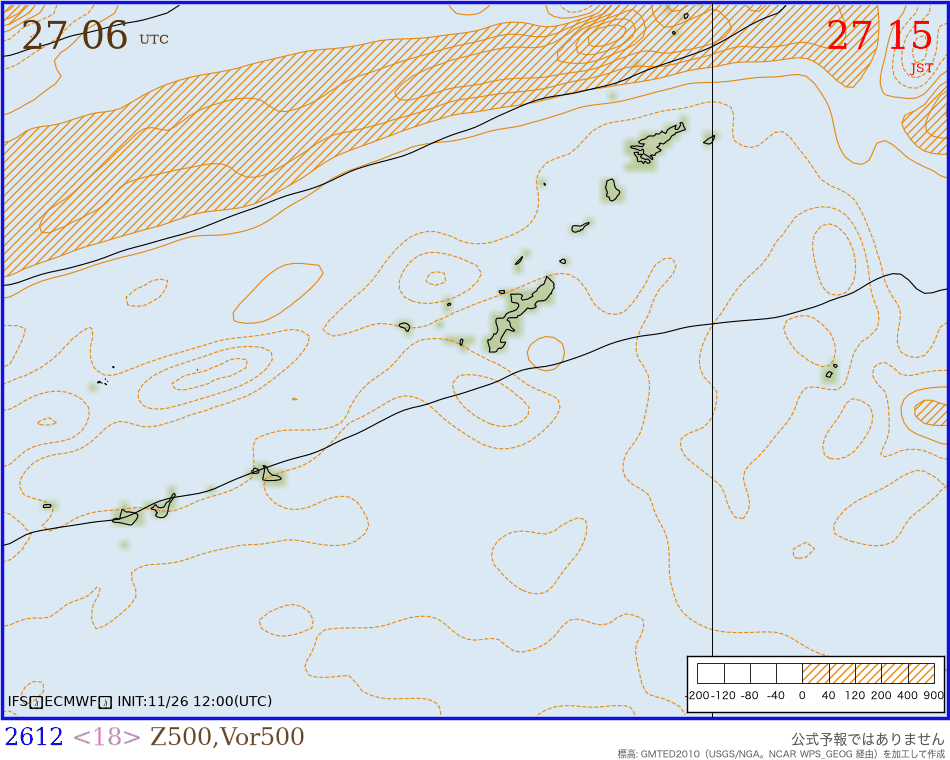 27 06 UTC
27 15
JST
-200 -120 -80 -40 0 40 120 200 400 900
IFS ECMWF INIT:11/26 12:00(UTC)
2612 <18> Z500,Vor500
公式予報ではありません
標高: GMTED2010（USGS/NGA。NCAR WPS_GEOG 経由）を加工して作成